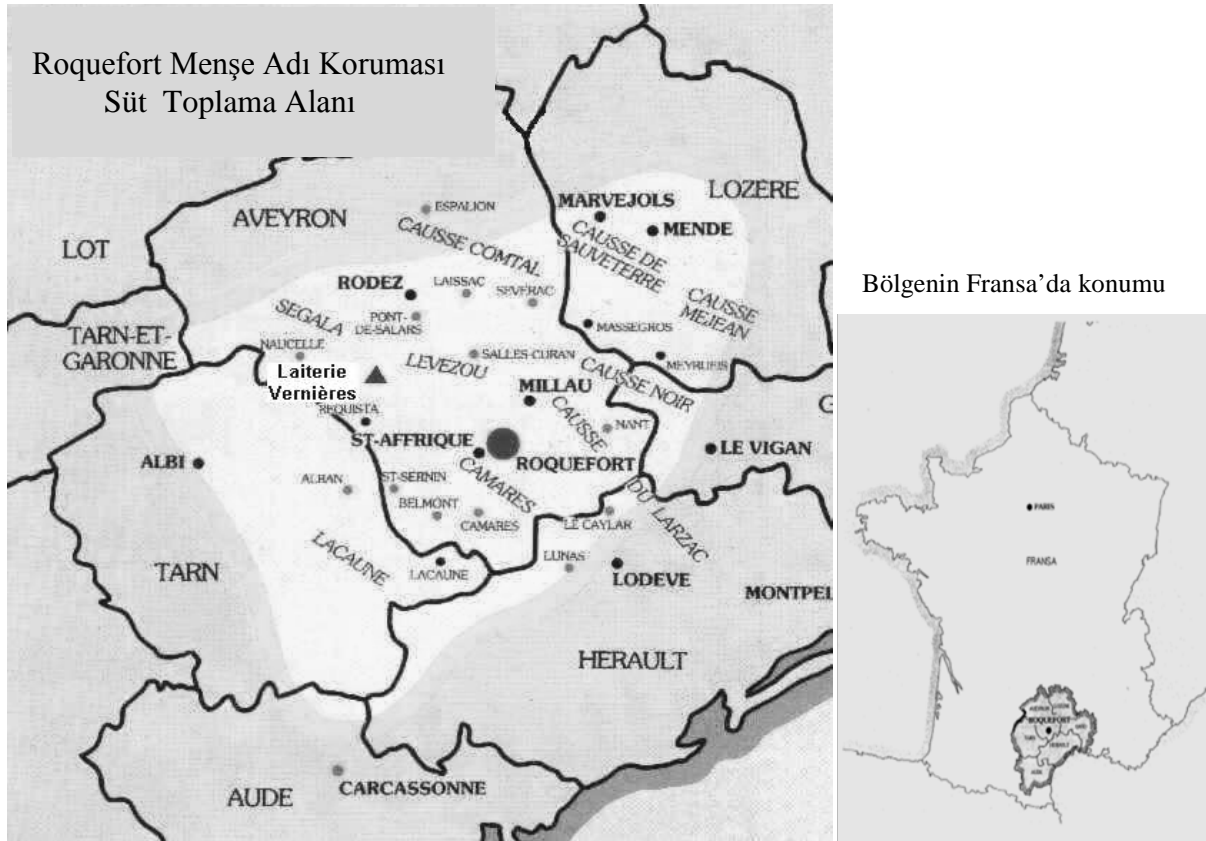 Roquefort Menşe Adı Koruması
Süt Toplama Alanı
LOZÈRE
MARVEJOLS
ESPALION
AVEYRON
MENDE
CAUSSE COMTAL
CAUSSE DE
SAUVETERRE
LOT
RODEZ
LAISSAC
SEVERAC
CAUSSE
MEJEAN
SEGALA
PONT-
DE-SALARS
MASSEGROS
TARN-ET-
GARONNE
NAUCELLE
LEVEZOU
SALLES-CURAN
MEYRUEIS
Laiterie
Vernières
CAUSSE NOIR
MILLAU
REQUISTA
CAUSSE
NANT
G
ST-AFFRIQUE
LE VIGAN
ALBI
ROQUEFORT
CAMARES
ALBAN
ST-SERNIN
DU LARZAC
BELMONT
CAMARES
LE CAYLAR
LACAUNE
LUNAS
TARN
LACAUNE
LODEVE
MONTPEL
HERAULT
CARCASSONNE
AUDE
Bölgenin Fransa’da konumu
PARIS
FRANSA
ROQUEFORT